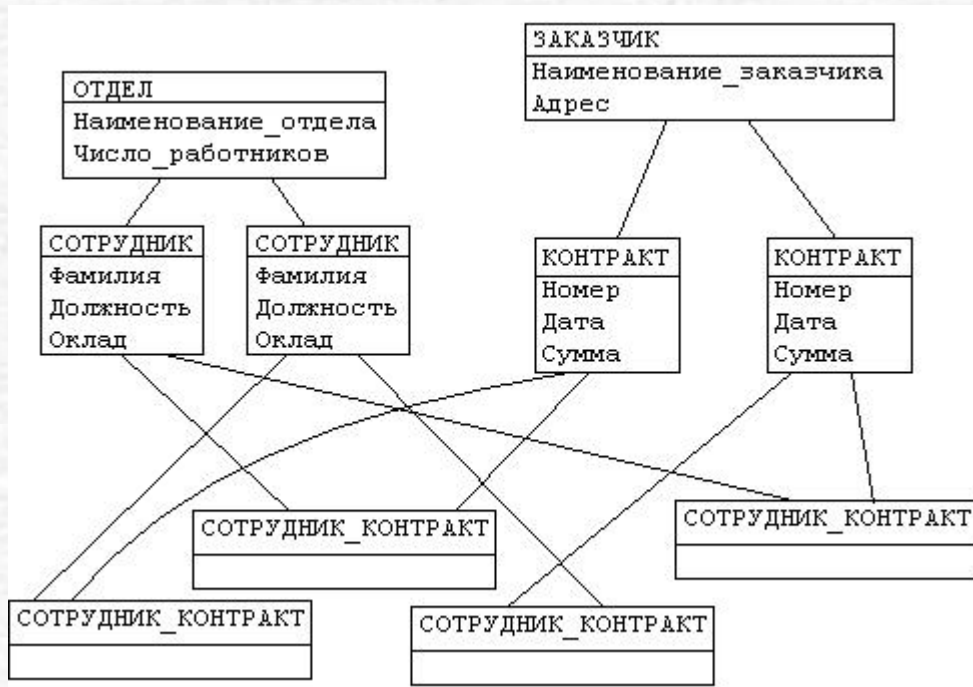 ЗАКАЗЧИК
Наименование_заказчика
Адрес
ОТДЕЛ
Наименование_отдела
Число_работников
СОТРУДНИК
Фамилия
Должность
Оклад
СОТРУДНИК
Фамилия
Должность
Оклад
КОНТРАКТ
Номер
Дата
Сумма
КОНТРАКТ
Номер
Дата
Сумма
СОТРУДНИК_КОНТРАКТ
СОТРУДНИК_КОНТРАКТ
СОТРУДНИК_КОНТРАКТ
СОТРУДНИК_КОНТРАКТ